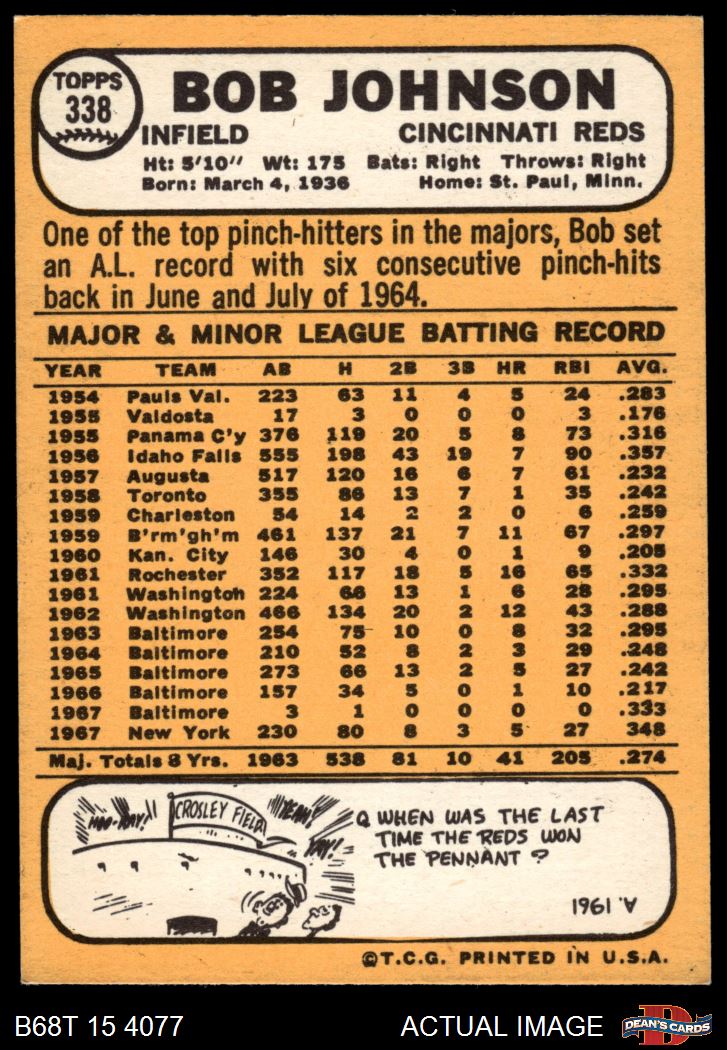 TOPPS
338
BOB JOHNSON
INFIELD CINCINNATI REDS
Ht: 5'10" Wt: 175 Bats: Right Throws: Right
Born: March 4, 1936 Home: St. Paul, Minn.
One of the top pinch-hitters in the majors, Bob set
an A.L. record with six consecutive pinch-hits
back in June and July of 1964.
MAJOR & MINOR LEAGUE BATTING RECORD
YEAR TEAM AB H 2B 3B HR RBI AVG.
1954 Pauls Val. 223 63 11 4 5 24 .283
1955 Valdosta 17 3 0 0 0 3 .176
1955 Panama C'y 376 119 20 5 8 73 .316
1956 Idaho Falls 555 198 43 19 7 90 .357
1957 Augusta 517 120 16 6 7 61 .232
1958 Toronto 355 86 13 7 1 35 .242
1959 Charleston 54 14 2 2 0 6 .259
1959 B'rm'gh'm 461 137 21 7 11 67 .297
1960 Kan. City 146 30 4 0 1 9 .205
1961 Rochester 352 117 18 5 16 65 .332
1961 Washington 224 66 13 1 6 28 .295
1962 Washington 466 134 20 2 12 43 .288
1963 Baltimore 254 75 10 0 8 32 .295
1964 Baltimore 210 52 8 2 3 29 .248
1965 Baltimore 273 66 13 2 5 27 .242
1966 Baltimore 157 34 5 0 1 10 .217
1967 Baltimore 3 1 0 0 0 0 .333
1967 New York 230 80 8 3 5 27 348
Maj. Totals 8 Yrs. 1963 538 81 10 41 205 .274
HOO-RAY!
CROSLEY FIELD
YEAH!
YAY!
Q WHEN WAS THE LAST
TIME THE REDS WON
THE PENNANT ?
A. 1961
©T.C.G. PRINTED IN U.S.A.
B68T 15 4077 ACTUAL IMAGE
D
DEAN'S CARDS